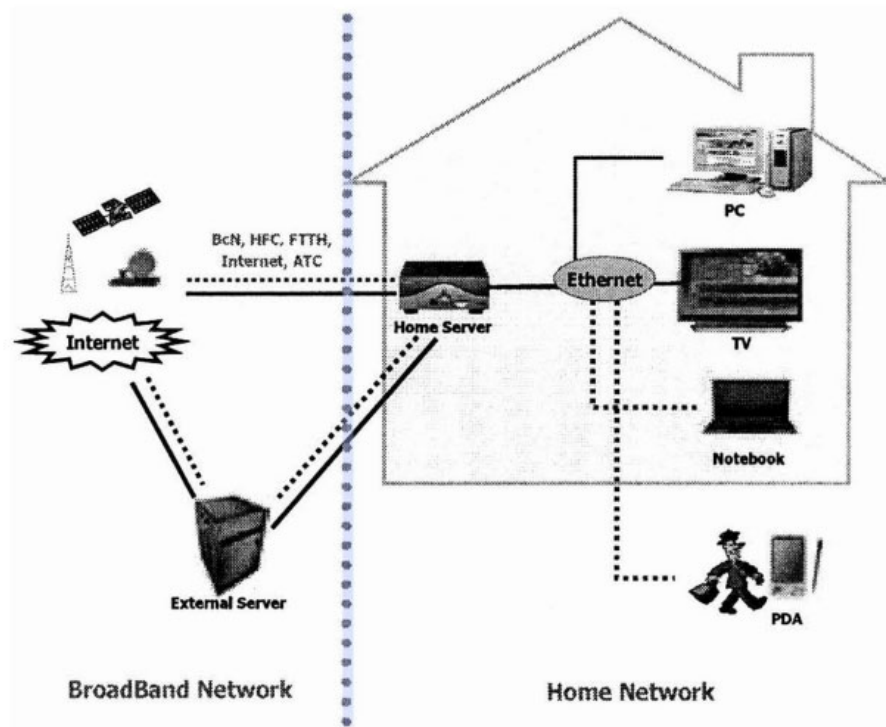 PC
BcN, HFC, FTTH,
Internet, ATC
Ethernet
Home Server
TV
Internet
Notebook
External Server
PDA
BroadBand Network
Home Network